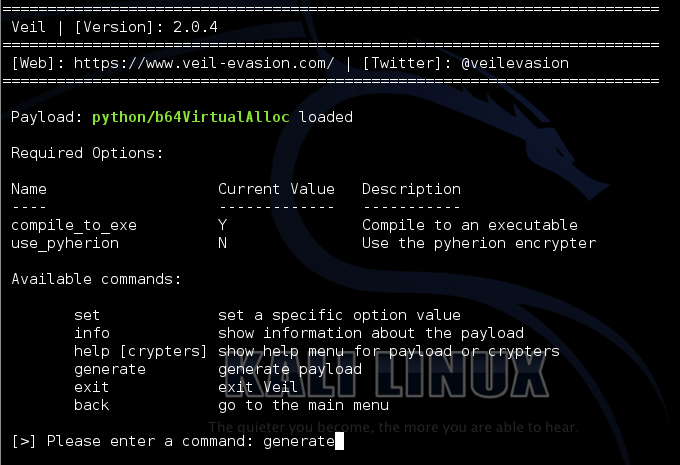 =========================================================================
Veil | [Version]: 2.0.4
=========================================================================
[Web]: https://www.veil-evasion.com/ | [Twitter]: @veilevasion
=========================================================================
Payload: python/b64VirtualAlloc loaded
Required Options:
Name Current Value Description
---- ------------- -----------
compile_to_exe Y Compile to an executable
use_pyherion N Use the pyherion encrypter
Available commands:
set set a specific option value
info show information about the payload
help [crypters] show help menu for payload or crypters
generate generate payload
exit exit Veil
back go to the main menu
KALI LINUX
The quieter you become, the more you are able to hear.
[>] Please enter a command: generate